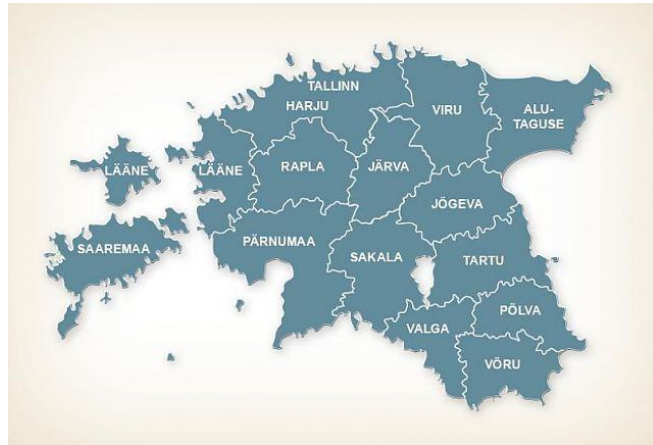 TALLINN
HARJU
VIRU
ALU-
TAGUSE
LÄÄNE
LÄÄNE
RAPLA
JÄRVA
JÕGEVA
SAAREMAA
PÄRNUMAA
SAKALA
TARTU
PÕLVA
VALGA
VÕRU